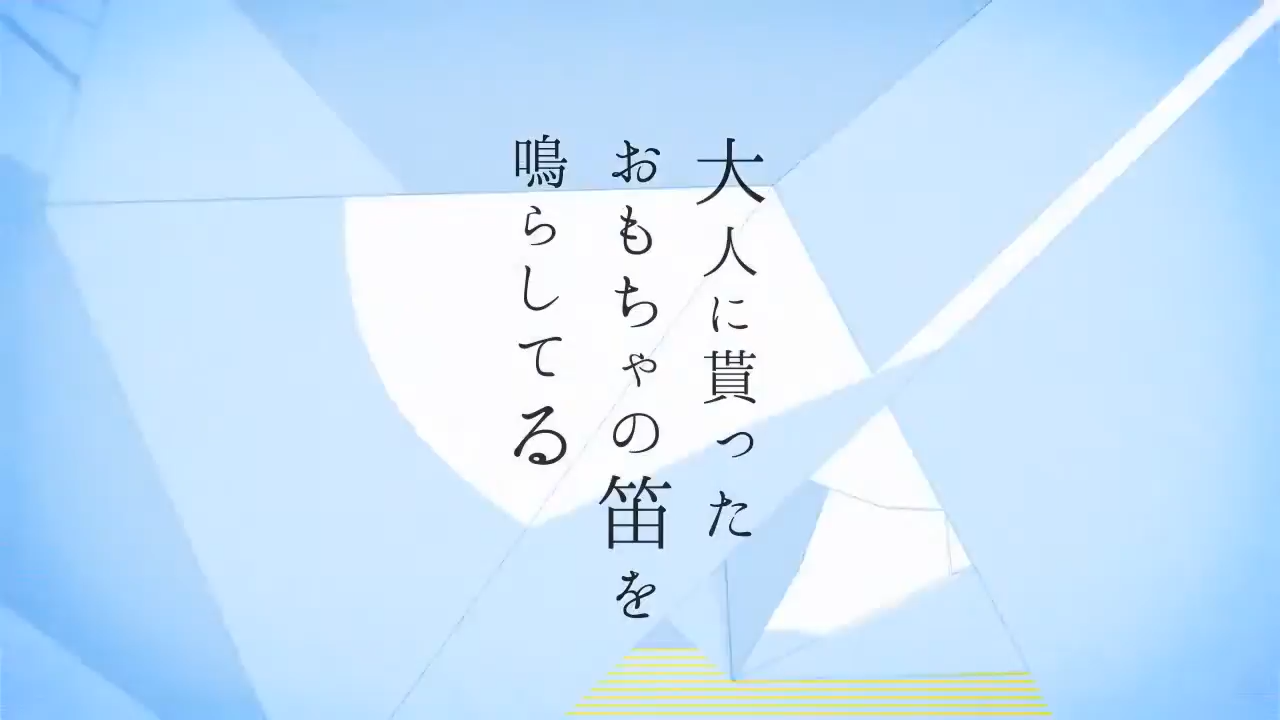 大人に貰った
おもちゃの笛を
鳴らしてる